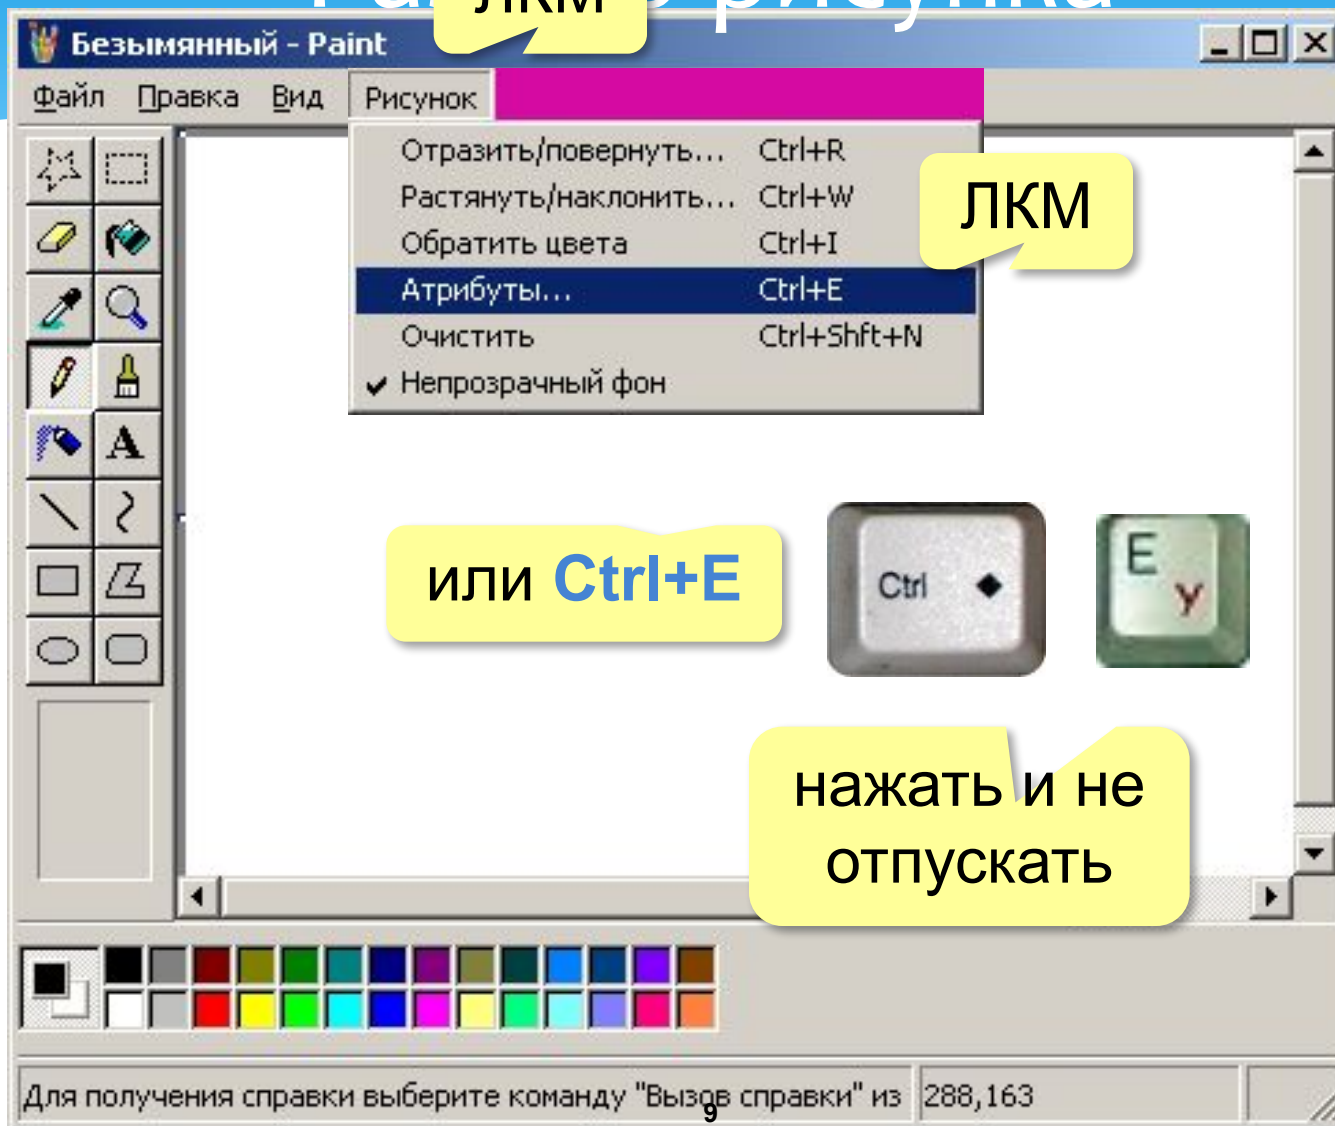 рисунка
ЛКМ
Безымянный - Paint
Файл Правка Вид Рисунок
Отразить/повернуть... Ctrl+R
Растянуть/наклонить... Ctrl+W
Обратить цвета Ctrl+I
Атрибуты... Ctrl+E
Очистить Ctrl+Shft+N
Непрозрачный фон
ЛКМ
A
или Ctrl+E
Ctrl
E
У
нажать и не
отпускать
Для получения справки выберите команду "Вызов справки" из 288,163
9